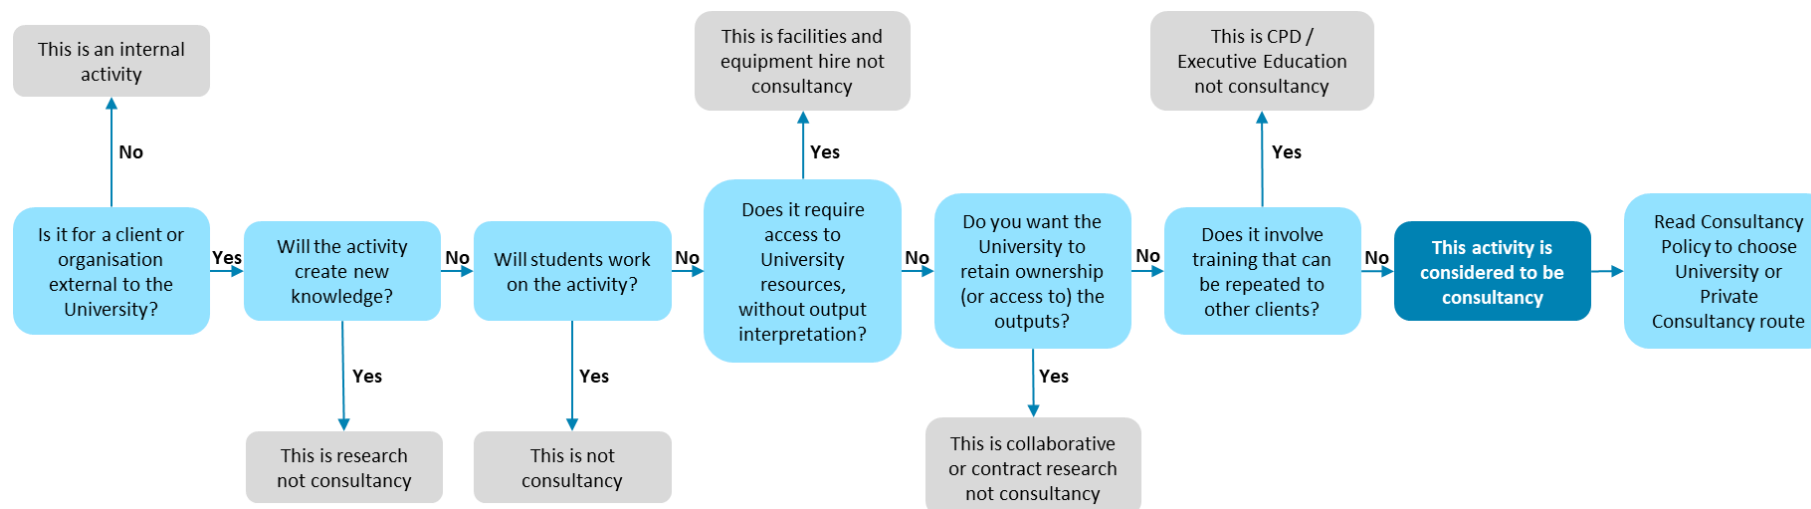 This is an internal
activity
This is facilities and
equipment hire not
consultancy
This is CPD /
Executive Education
not consultancy
No
Yes
Yes
Is it for a client or
organisation
external to the
University?
Yes
Will the activity
create new
knowledge?
No
Will students work
on the activity?
No
Does it require
access to
University
resources,
without output
interpretation?
No
Do you want the
University to
retain ownership
(or access to) the
outputs?
No
Does it involve
training that can
be repeated to
other clients?
No
This activity is
considered to be
consultancy
Read Consultancy
Policy to choose
University or
Private
Consultancy route
Yes
Yes
Yes
This is research
not consultancy
This is not
consultancy
This is collaborative
or contract research
not consultancy